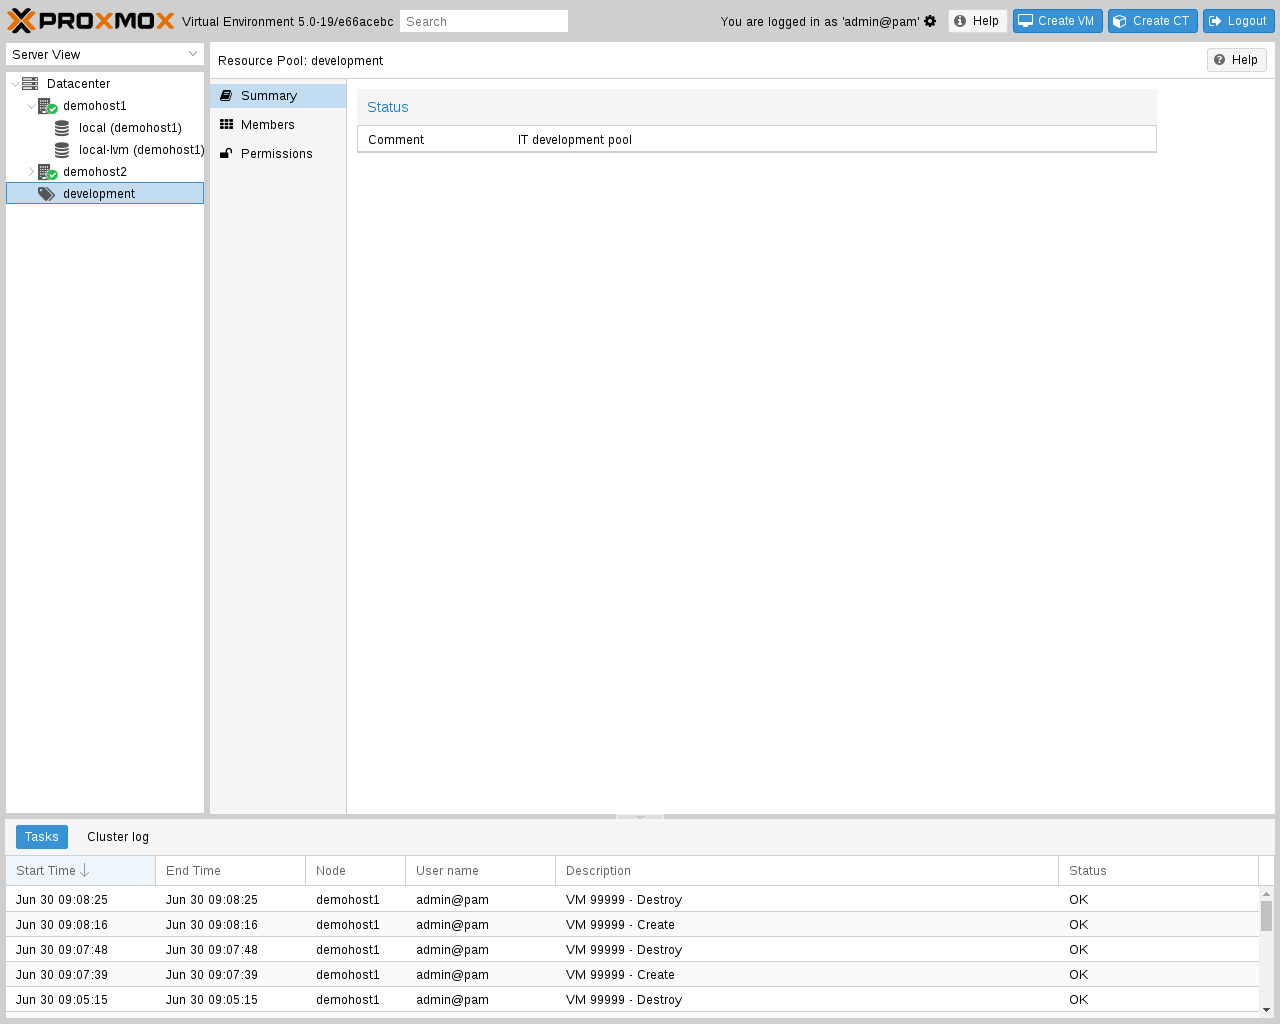 PROXMOX Virtual Environment 5.0-19/e66acebc Search You are logged in as 'admin@pam' Help Create VM Create CT Logout
Server View
Resource Pool: development Help
Datacenter
demohost1
local (demohost1)
local-lvm (demohost1)
demohost2
development
Summary
Members
Permissions
Status
Comment IT development pool
Tasks Cluster log
Start Time End Time Node User name Description Status
Jun 30 09:08:25 Jun 30 09:08:25 demohost1 admin@pam VM 99999 - Destroy OK
Jun 30 09:08:16 Jun 30 09:08:16 demohost1 admin@pam VM 99999 - Create OK
Jun 30 09:07:48 Jun 30 09:07:48 demohost1 admin@pam VM 99999 - Destroy OK
Jun 30 09:07:39 Jun 30 09:07:39 demohost1 admin@pam VM 99999 - Create OK
Jun 30 09:05:15 Jun 30 09:05:15 demohost1 admin@pam VM 99999 - Destroy OK